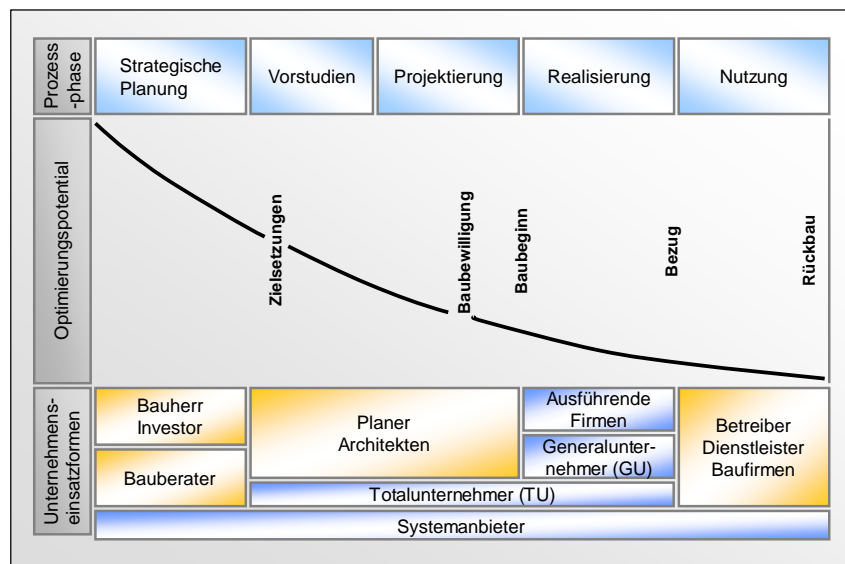 Prozess
-phase
Strategische
Planung
Vorstudien
Projektierung
Realisierung
Nutzung
Optimierungspotential
Zielsetzungen
Baubewilligung
Baubeginn
Bezug
Rückbau
Unternehmens-
einsatzformen
Bauherr
Investor
Bauberater
Planer
Architekten
Ausführende
Firmen
Generalunter-
nehmer (GU)
Betreiber
Dienstleister
Baufirmen
Totalunternehmer (TU)
Systemanbieter